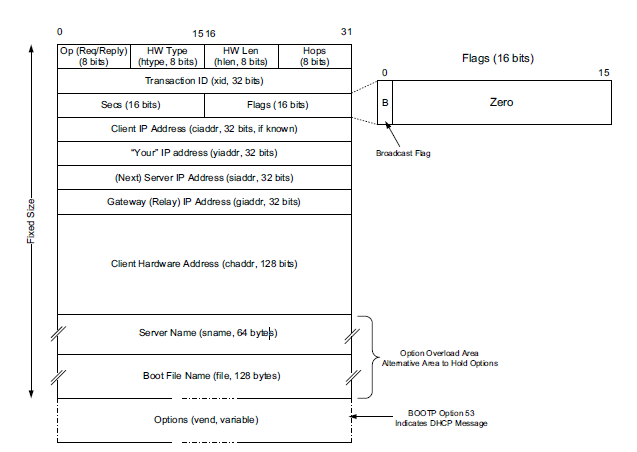 0
15
16
31
Op (Req/Reply)
(8 bits)
HW Type
(htype, 8 bits)
HW Len
(hlen, 8 bits)
Hops
(8 bits)
Transaction ID (xid, 32 bits)
Secs (16 bits)
Flags (16 bits)
Client IP Address (ciaddr, 32 bits, if known)
“Your” IP address (yiaddr, 32 bits)
(Next) Server IP Address (siaddr, 32 bits)
Gateway (Relay) IP Address (giaddr, 32 bits)
Client Hardware Address (chaddr, 128 bits)
Server Name (sname, 64 bytes)
Boot File Name (file, 128 bytes)
Options (vend, variable)
Fixed Size
Flags (16 bits)
0
15
B
Zero
Broadcast Flag
Option Overload Area
Alternative Area to Hold Options
BOOTP Option 53
Indicates DHCP Message